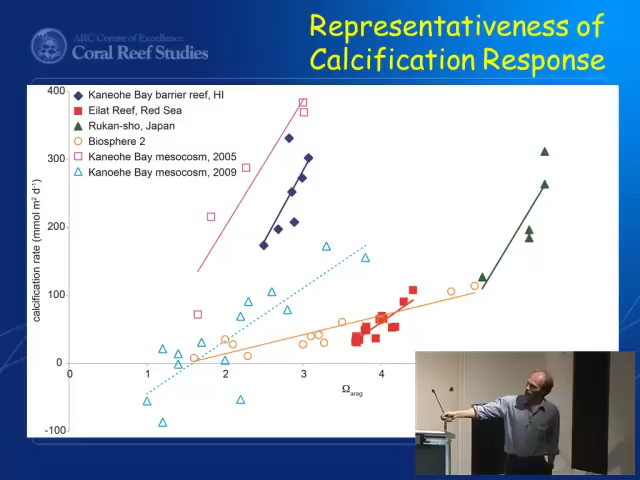 Representativeness of
Calcification Response
ARC Centre of Excellence
Coral Reef Studies
400
300
200
100
0
-100
calcification rate (mmol m² d⁻¹)
Kaneohe Bay barrier reef, HI
Eilat Reef, Red Sea
Rukan-sho, Japan
Biosphere 2
Kaneohe Bay mesocosm, 2005
Kanoehe Bay mesocosm, 2009
0
1
2
3
4
Ωarag